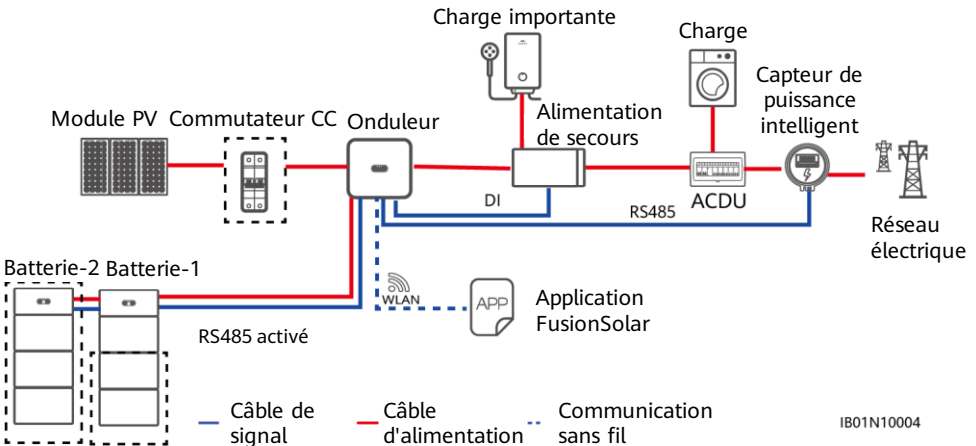 Charge importante
Charge
Capteur de
puissance
intelligent
Module PV
Commutateur CC
Onduleur
Alimentation
de secours
DI
RS485
ACDU
Réseau
électrique
Batterie-2
Batterie-1
WLAN
APP
Application
FusionSolar
RS485 activé
Câble de
signal
Câble
d'alimentation
Communication
sans fil
IB01N10004